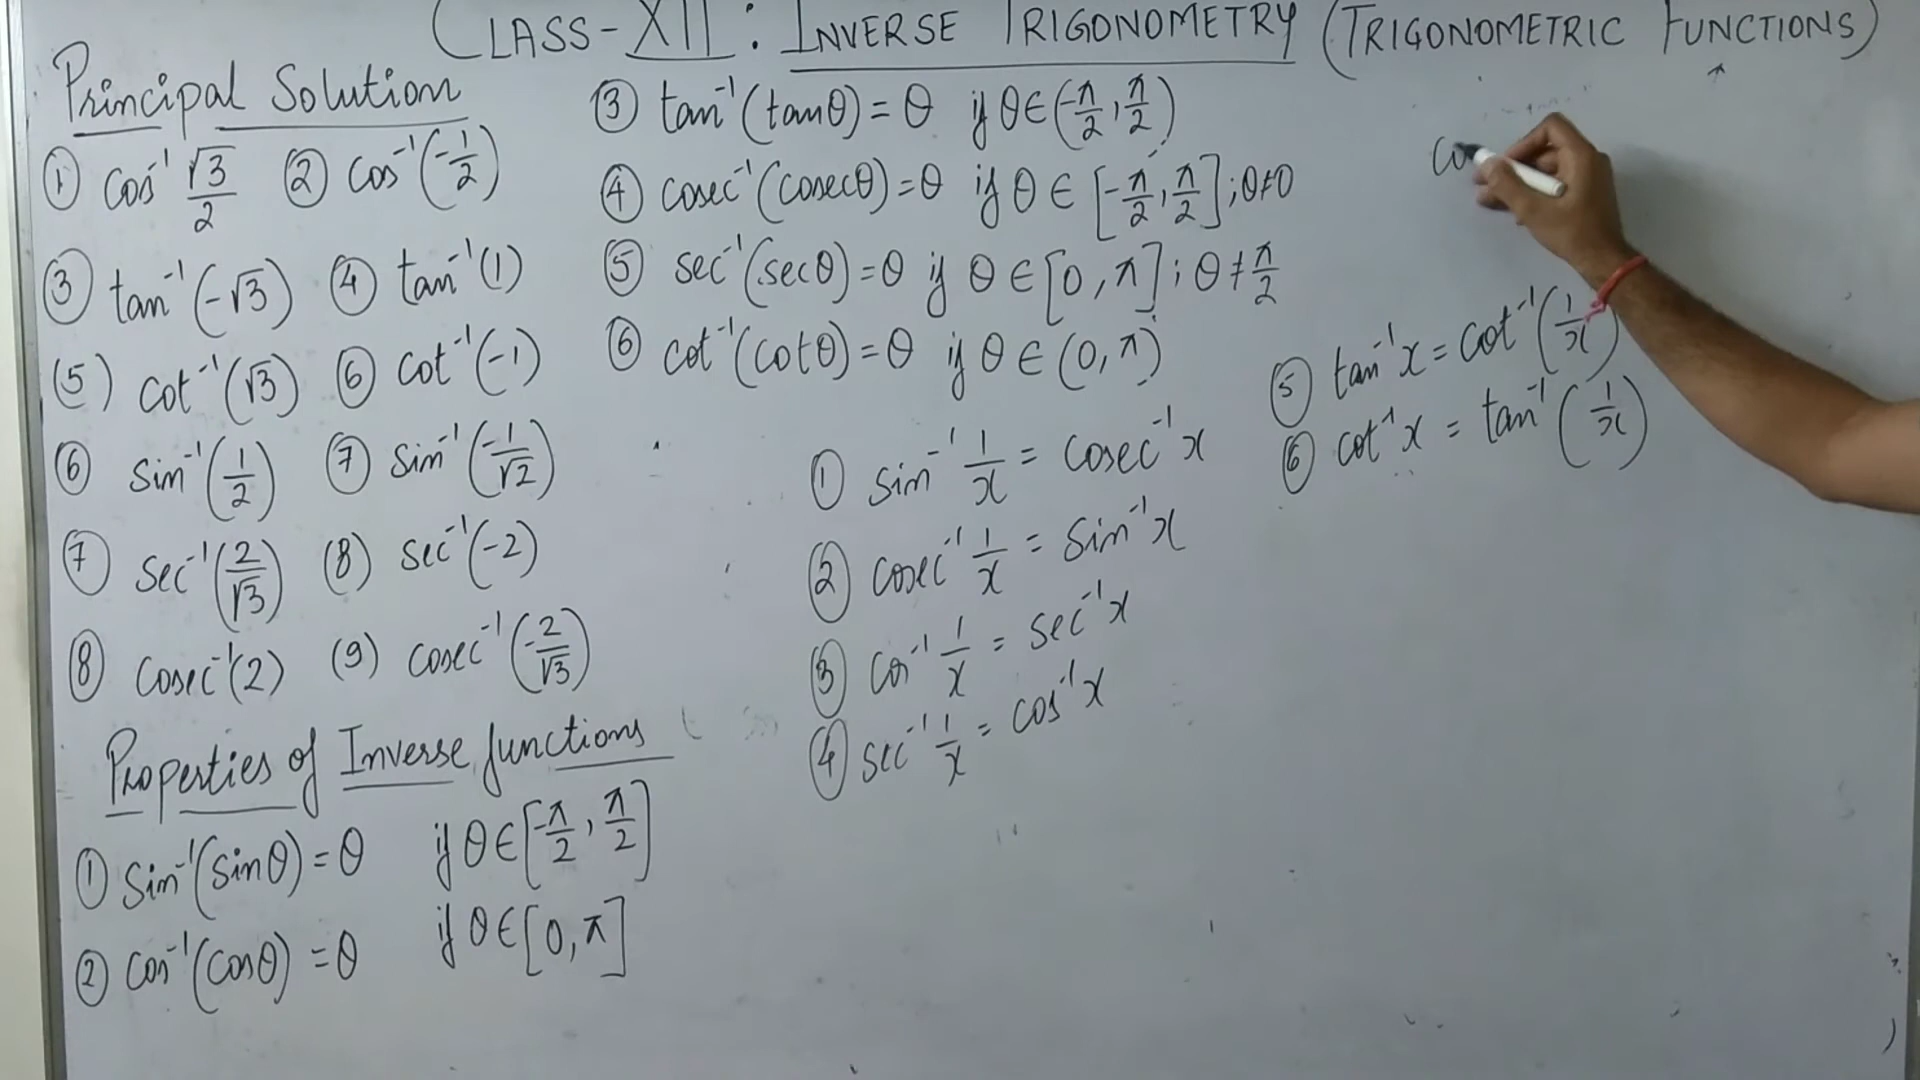 CLASS-XII : INVERSE TRIGONOMETRY (TRIGONOMETRIC FUNCTIONS)
Principal Solution
① cos⁻¹ √3/2 ② cos⁻¹(-1/2)
③ tan⁻¹(-√3) ④ tan⁻¹(1)
(5) cot⁻¹(√3) ⑥ cot⁻¹(-1)
⑥ sin⁻¹(1/2) ⑦ sin⁻¹(-1/√2)
⑦ sec⁻¹(2/√3) (8) sec⁻¹(-2)
⑧ cosec⁻¹(2) (9) cosec⁻¹(-2/√3)
Properties of Inverse functions
① sin⁻¹(sinθ) = θ if θ ∈ [-π/2, π/2]
② cos⁻¹(cosθ) = θ if θ ∈ [0, π]
③ tan⁻¹(tanθ) = θ if θ ∈ (-π/2, π/2)
④ cosec⁻¹(cosecθ) = θ if θ ∈ [-π/2, π/2]; θ ≠ 0
⑤ sec⁻¹(secθ) = θ if θ ∈ [0, π]; θ ≠ π/2
⑥ cot⁻¹(cotθ) = θ if θ ∈ (0, π)
① sin⁻¹ 1/x = cosec⁻¹x
② cosec⁻¹ 1/x = sin⁻¹x
③ cos⁻¹ 1/x = sec⁻¹x
④ sec⁻¹ 1/x = cos⁻¹x
⑤ tan⁻¹x = cot⁻¹(1/x)
⑥ cot⁻¹x = tan⁻¹(1/x)